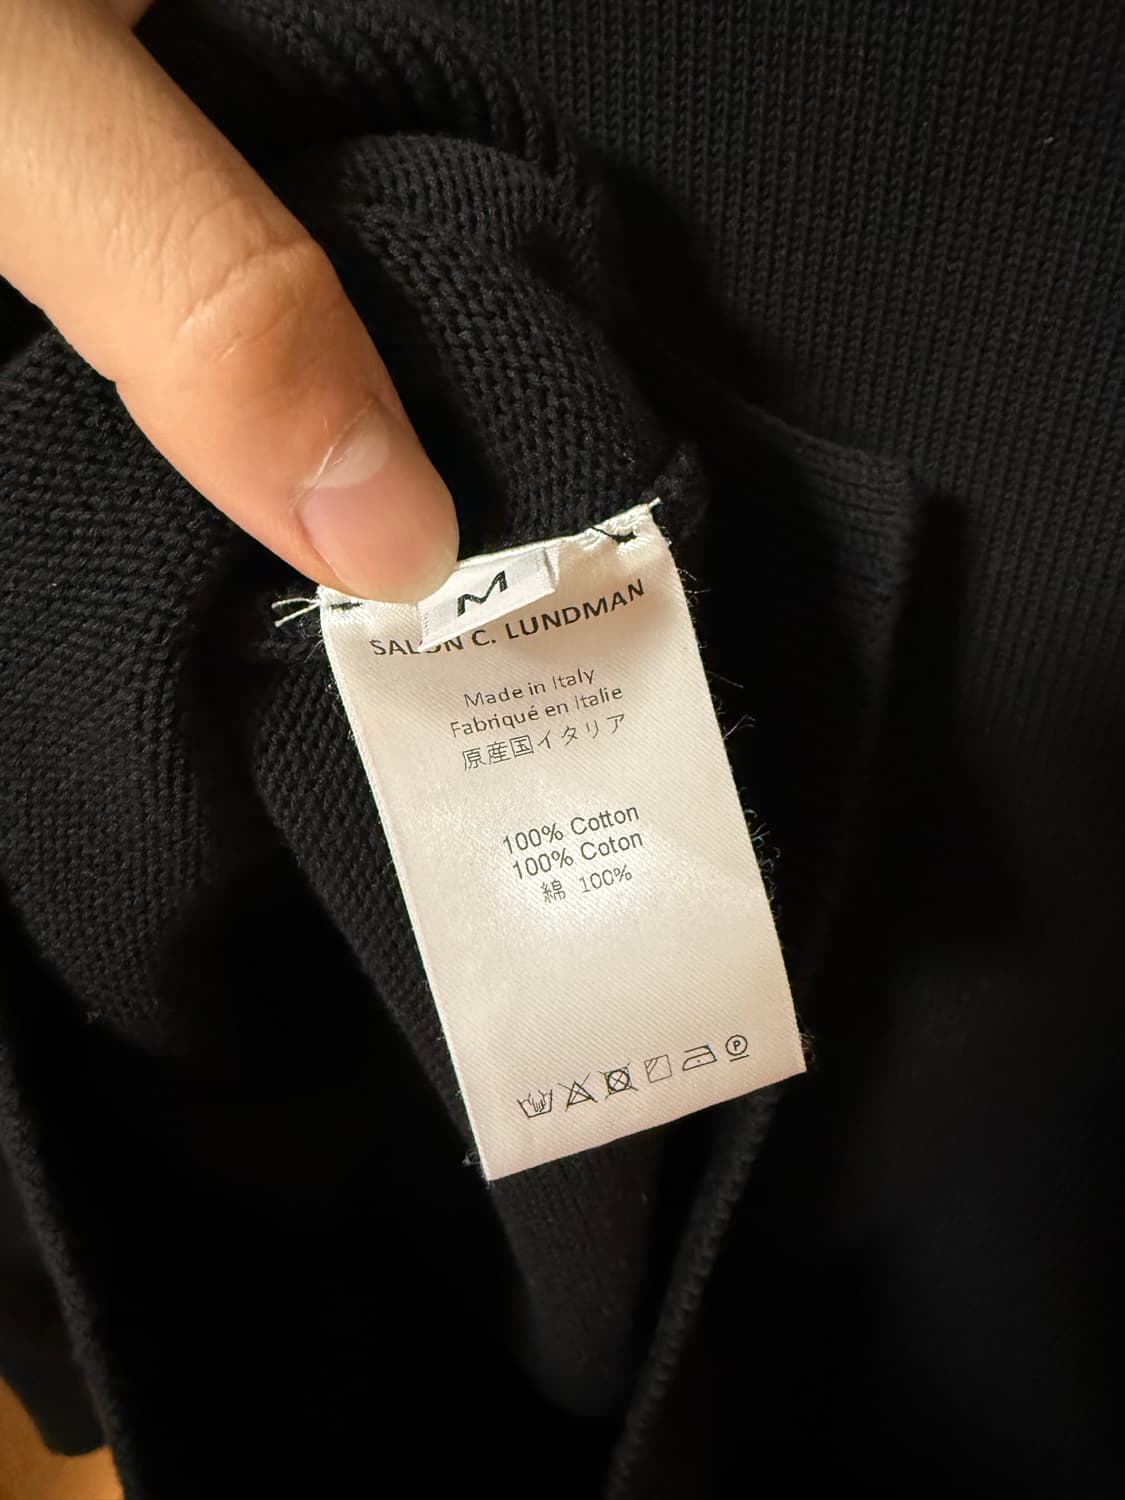 M
SALON C. LUNDMAN
Made in Italy
Fabriqué en Italie
原産国イタリア
100% Cotton
100% Coton
綿 100%
P